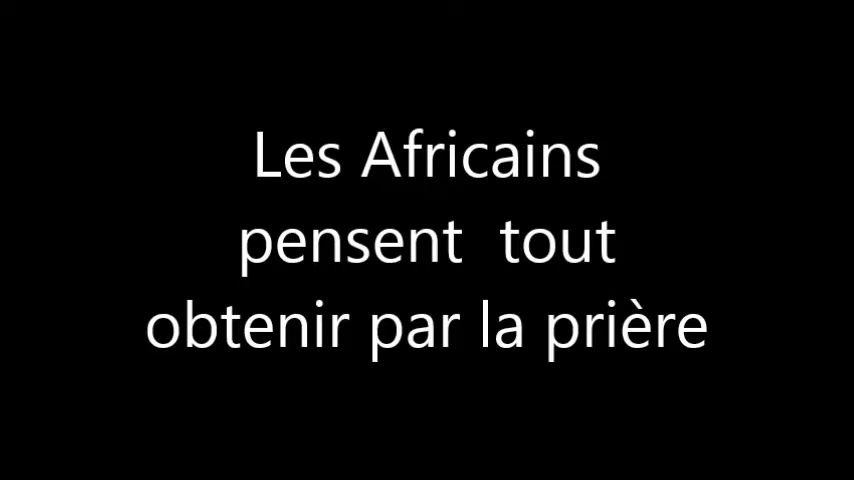 Les Africains
pensent  tout
obtenir par la prière